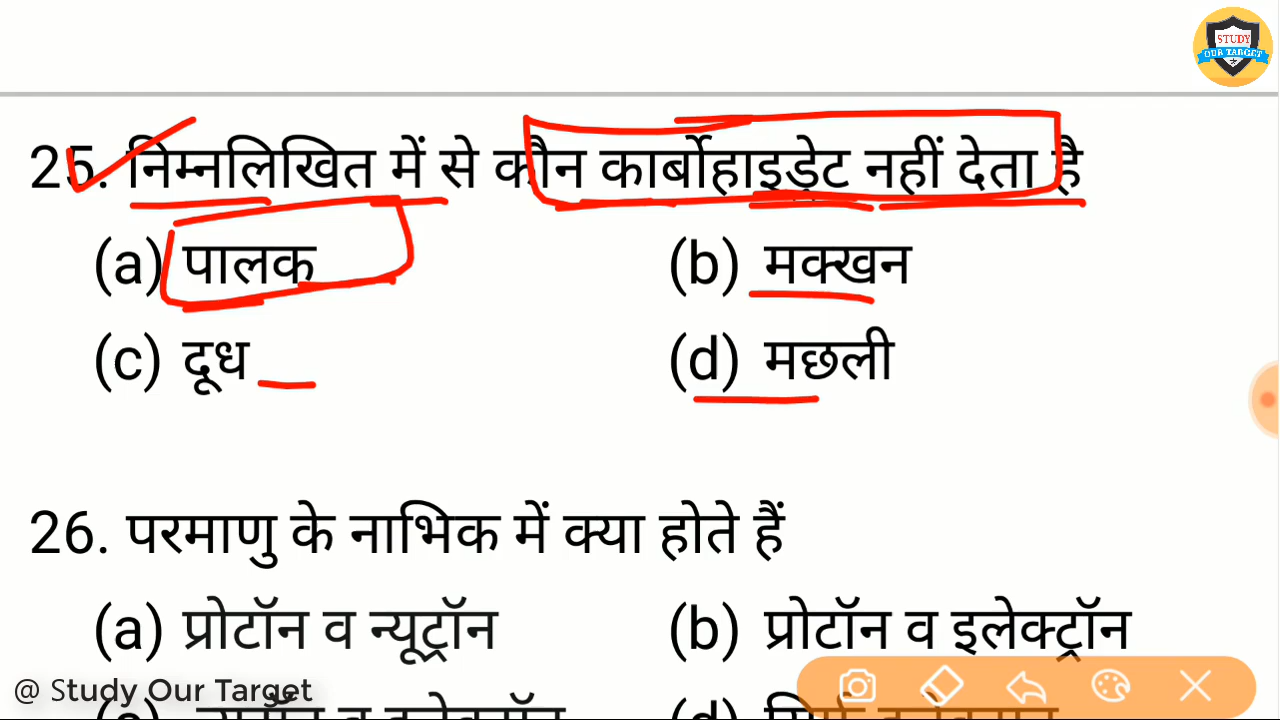 STUDY
OUR TARGET
25. निम्नलिखित में से कौन कार्बोहाइड्रेट नहीं देता है
(a) पालक (b) मक्खन
(c) दूध (d) मछली
26. परमाणु के नाभिक में क्या होते हैं
(a) प्रोटॉन व न्यूट्रॉन (b) प्रोटॉन व इलेक्ट्रॉन
@ Study Our Target